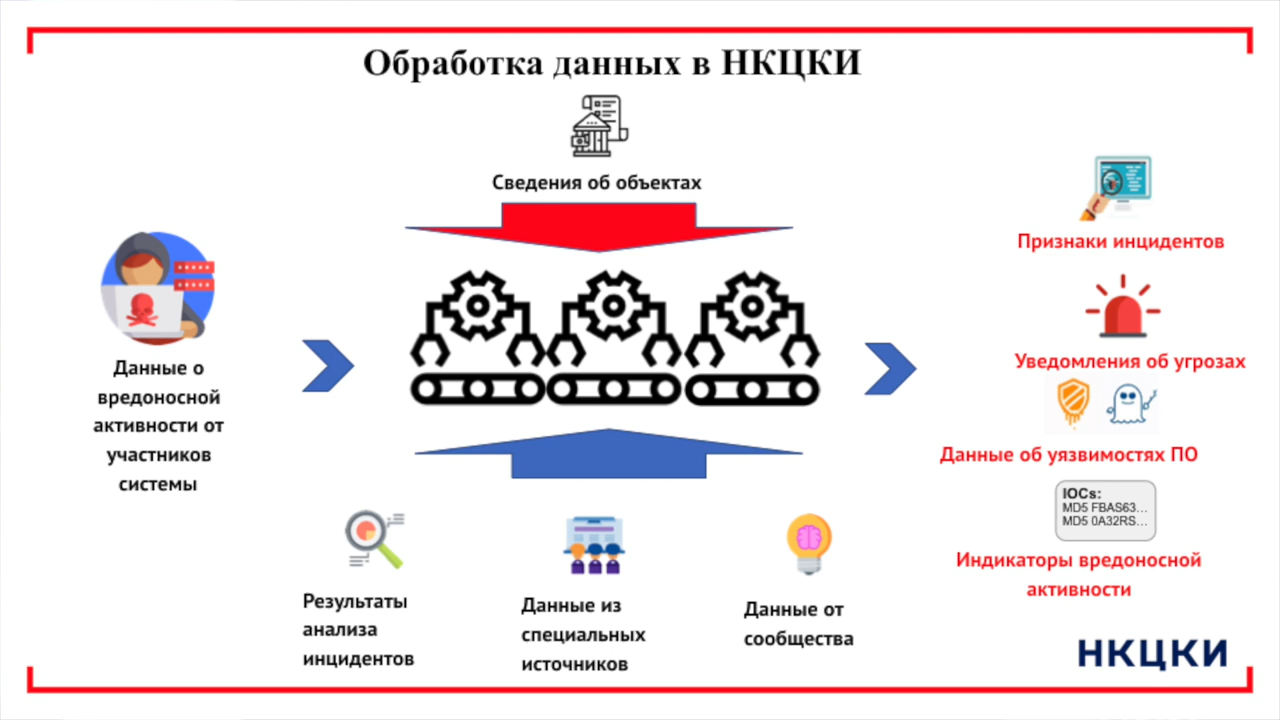 Обработка данных в НКЦКИ
Сведения об объектах
Данные о
вредоносной
активности от
участников
системы
Результаты
анализа
инцидентов
Данные из
специальных
источников
Данные от
сообщества
Признаки инцидентов
Уведомления об угрозах
Данные об уязвимостях ПО
IOCs:
MD5 FBAS63...
MD5 0A32RS...
Индикаторы вредоносной
активности
НКЦКИ